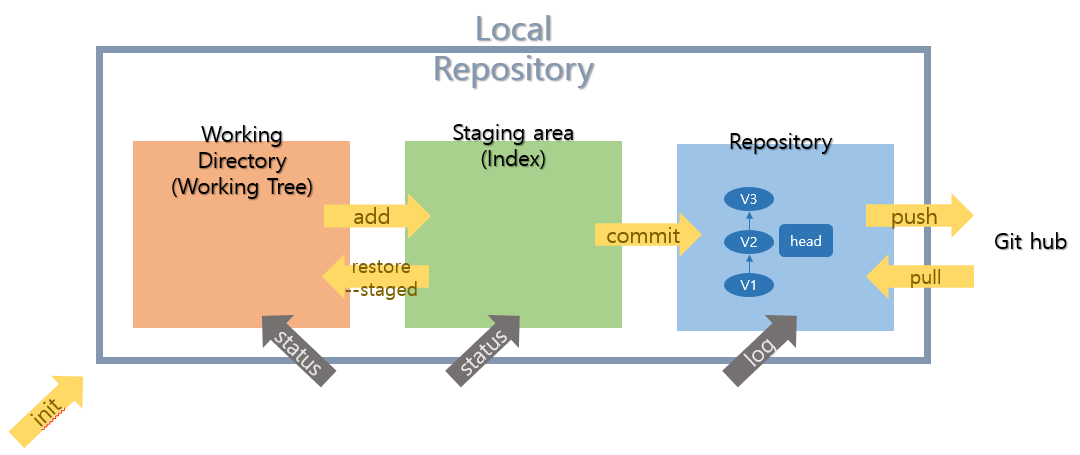 Local
Repository
Working
Directory
(Working Tree)
Staging area
(Index)
Repository
add
restore
--staged
commit
V3
V2
head
V1
push
pull
Git hub
status
status
log
init